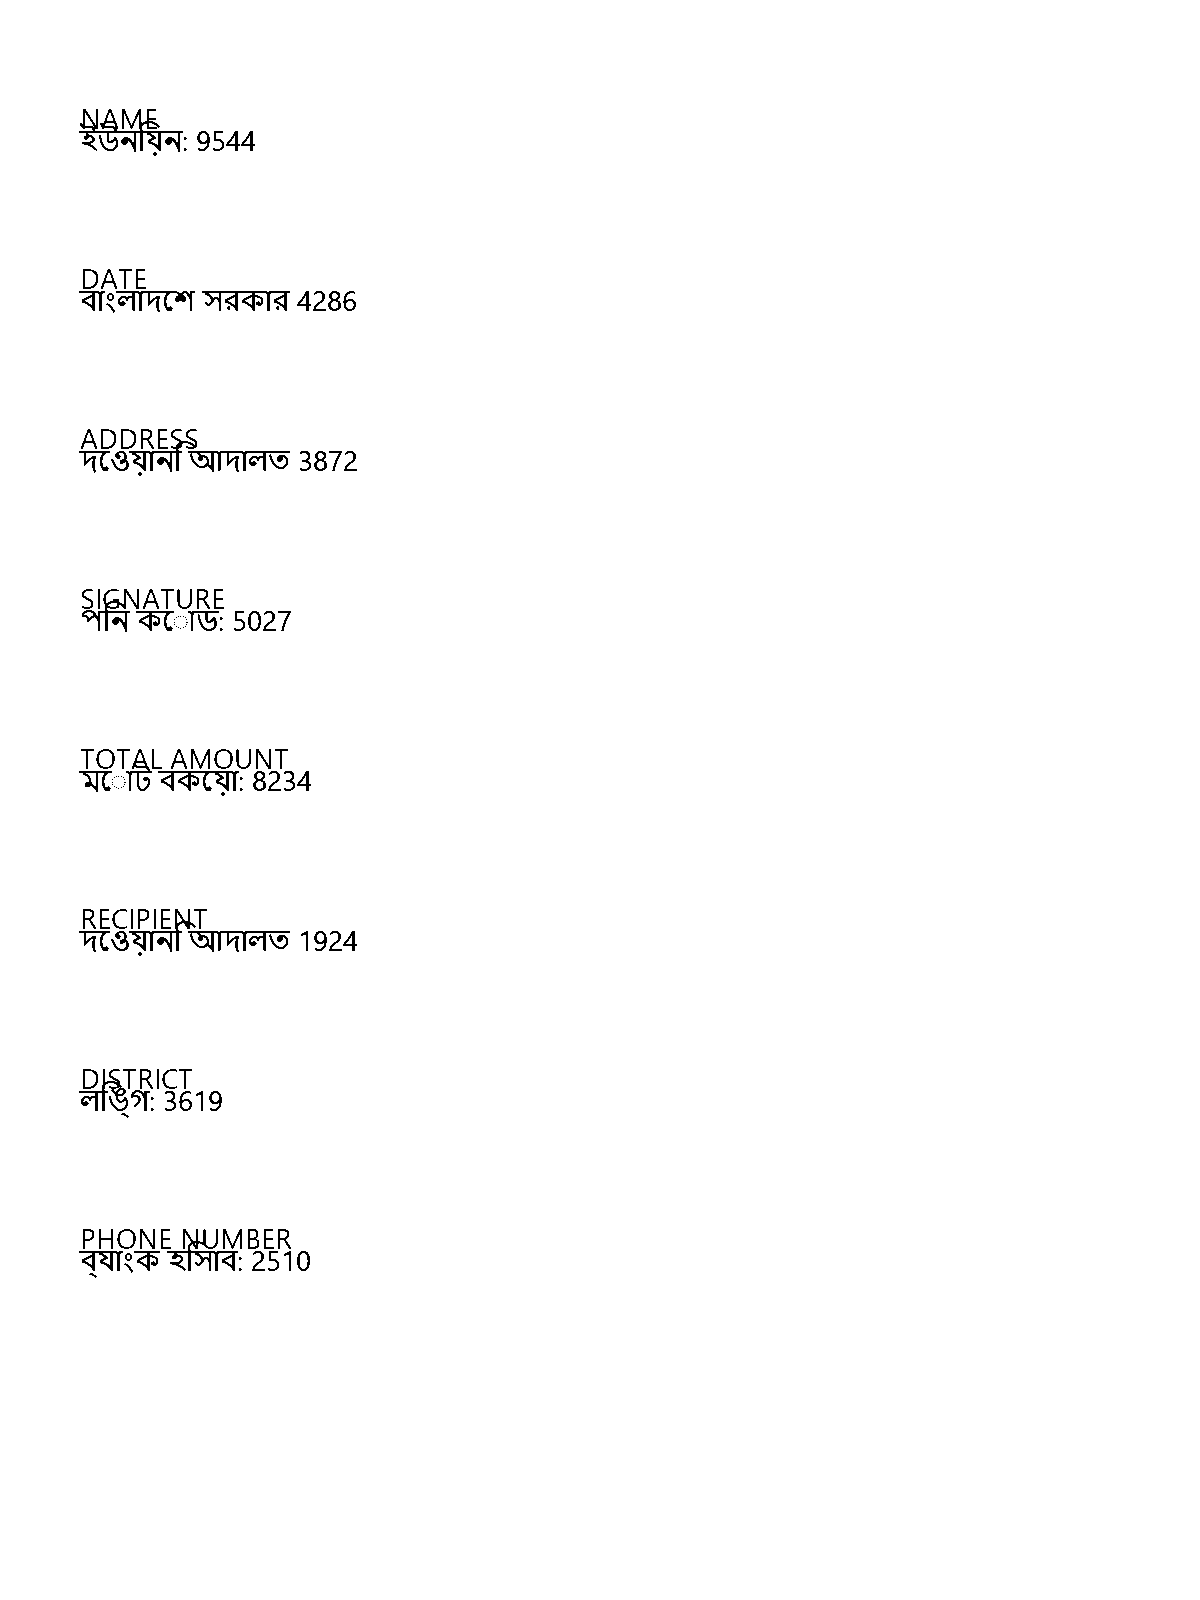 NAME
ইউনিয়ন: 9544
DATE
বাংলাদেশ সরকার 4286
ADDRESS
দেওয়ানি আদালত 3872
SIGNATURE
পিন কোড: 5027
TOTAL AMOUNT
মোট বকেয়া: 8234
RECIPIENT
দেওয়ানি আদালত 1924
DISTRICT
লিঙ্গ: 3619
PHONE NUMBER
ব্যাংক হিসাব: 2510